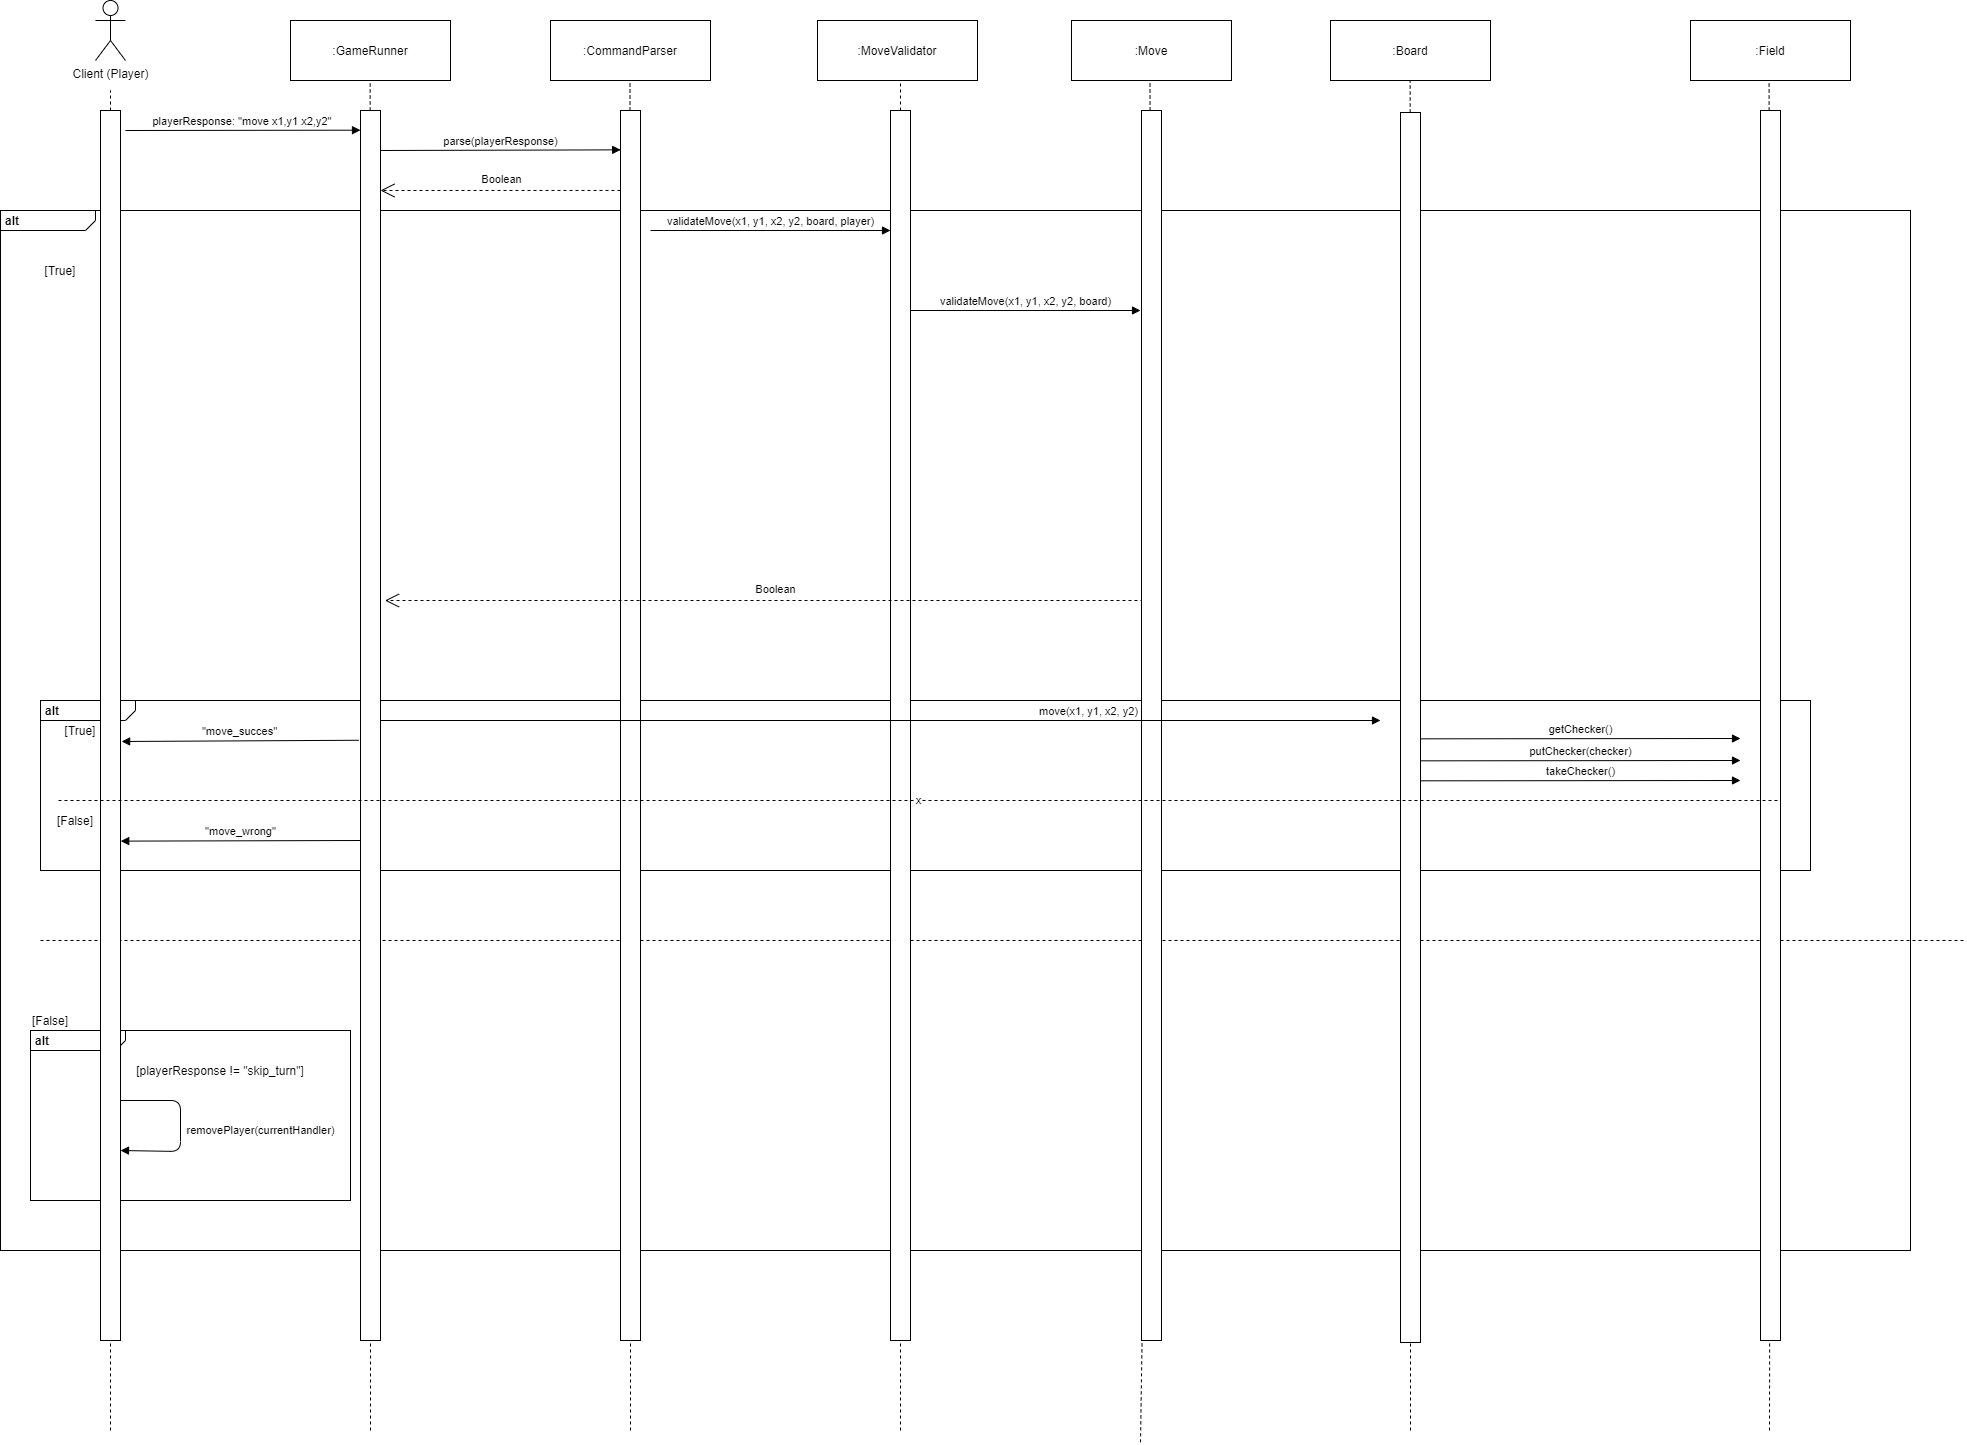 Client (Player)
:GameRunner
:CommandParser
:MoveValidator
:Move
:Board
:Field
playerResponse: "move x1,y1 x2,y2"
parse(playerResponse)
Boolean
alt
validateMove(x1, y1, x2, y2, board, player)
[True]
validateMove(x1, y1, x2, y2, board)
Boolean
alt
move(x1, y1, x2, y2)
[True]
"move_succes"
getChecker()
putChecker(checker)
takeChecker()
x
[False]
"move_wrong"
[False]
alt
[playerResponse != "skip_turn"]
removePlayer(currentHandler)